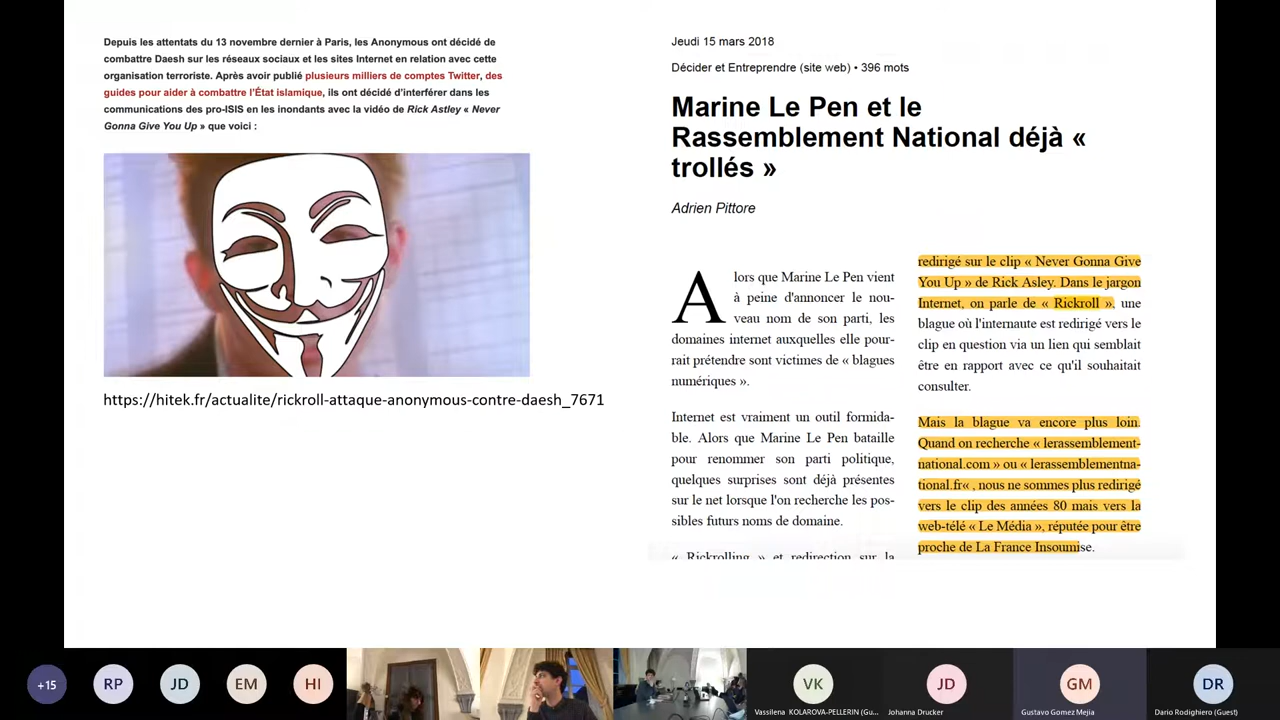 Depuis les attentats du 13 novembre dernier à Paris, les Anonymous ont décidé de
combattre Daesh sur les réseaux sociaux et les sites Internet en relation avec cette
organisation terroriste. Après avoir publié plusieurs milliers de comptes Twitter, des
guides pour aider à combattre l'État islamique, ils ont décidé d'interférer dans les
communications des pro-ISIS en les inondants avec la vidéo de Rick Astley « Never
Gonna Give You Up » que voici :
https://hitek.fr/actualite/rickroll-attaque-anonymous-contre-daesh_7671
Jeudi 15 mars 2018
Décider et Entreprendre (site web) • 396 mots
Marine Le Pen et le
Rassemblement National déjà «
trollés »
Adrien Pittore
Alors que Marine Le Pen vient
à peine d'annoncer le nou-
veau nom de son parti, les
domaines internet auxquelles elle pour-
rait prétendre sont victimes de « blagues
numériques ».
Internet est vraiment un outil formida-
ble. Alors que Marine Le Pen bataille
pour renommer son parti politique,
quelques surprises sont déjà présentes
sur le net lorsque l'on recherche les pos-
sibles futurs noms de domaine.
« Rickrolling » et redirection sur la
redirigé sur le clip « Never Gonna Give
You Up » de Rick Asley. Dans le jargon
Internet, on parle de « Rickroll », une
blague où l'internaute est redirigé vers le
clip en question via un lien qui semblait
être en rapport avec ce qu'il souhaitait
consulter.
Mais la blague va encore plus loin.
Quand on recherche « lerassemblement-
national.com » ou « lerassemblementna-
tional.fr« , nous ne sommes plus redirigé
vers le clip des années 80 mais vers la
web-télé « Le Média », réputée pour être
proche de La France Insoumise.
+15
RP
JD
EM
HI
VK
JD
GM
DR
Vassilena KOLAROVA-PELLERIN (Gu...
Johanna Drucker
Gustavo Gomez Mejia
Dario Rodighiero (Guest)